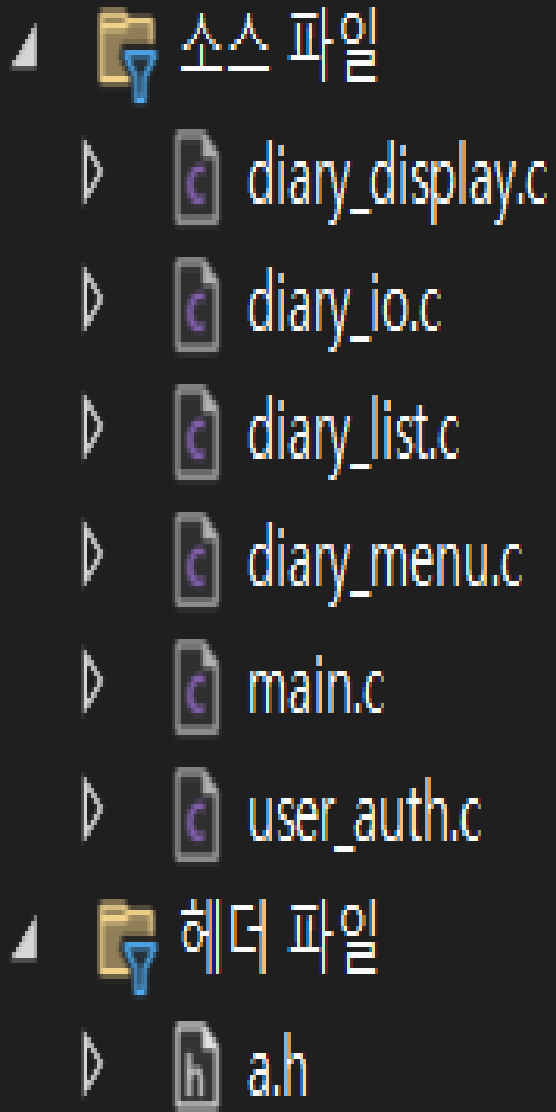 소스 파일
diary_display.c
diary_io.c
diary_list.c
diary_menu.c
main.c
user_auth.c
헤더 파일
a.h